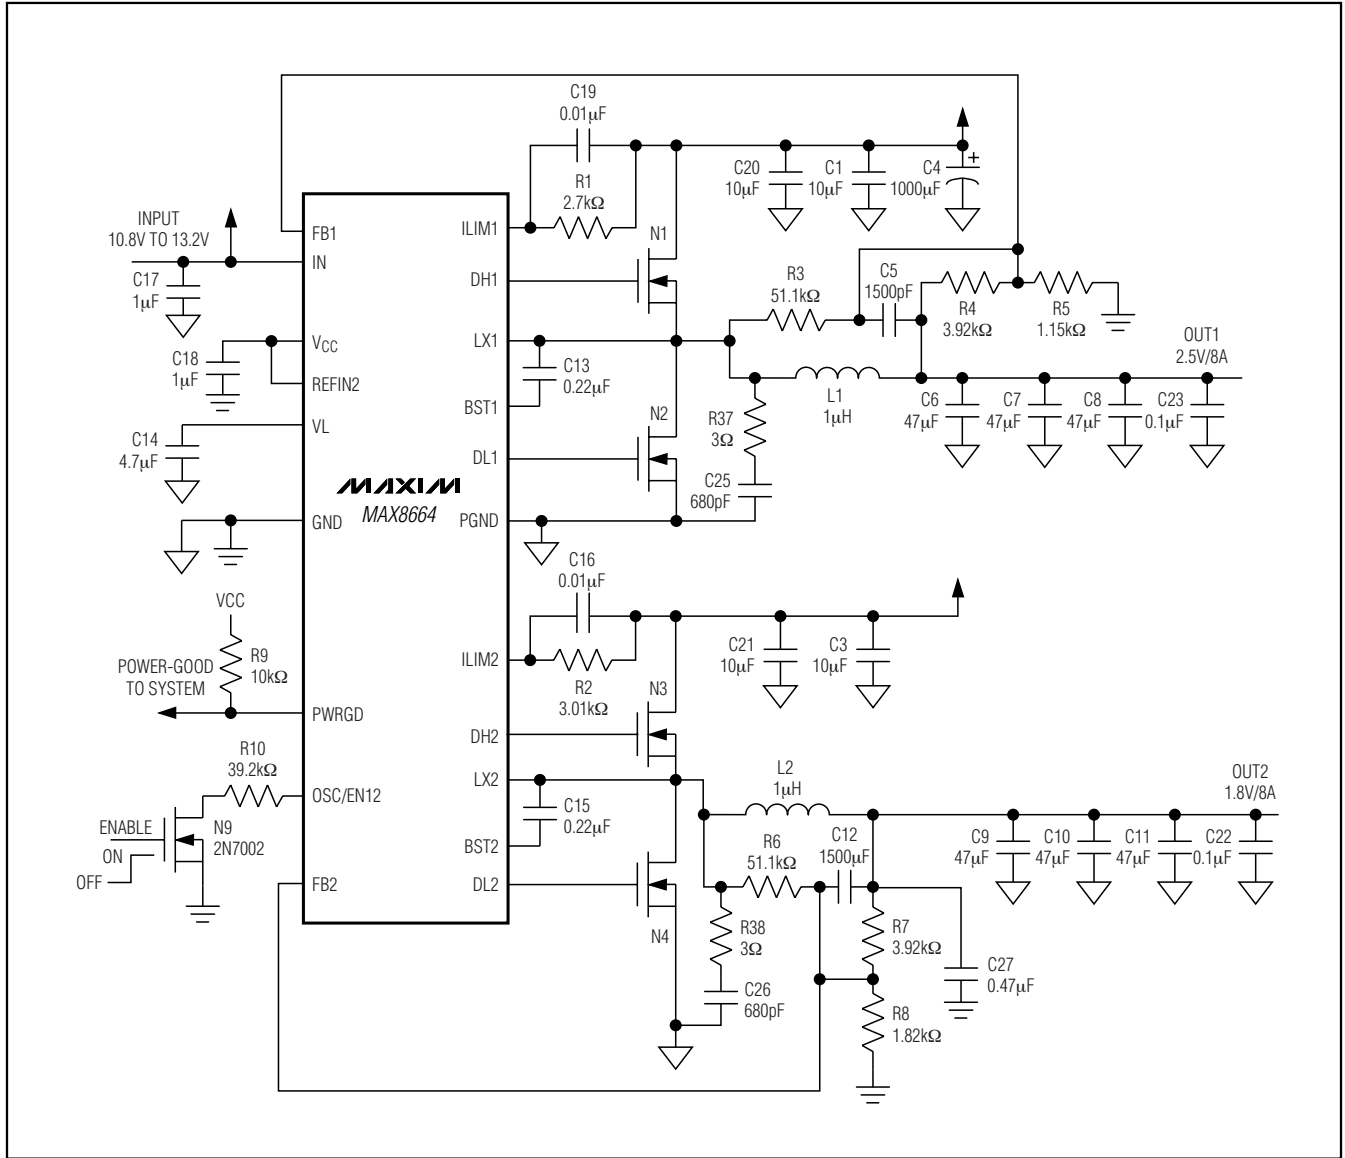 C19
0.01µF
R1
2.7kΩ
C20
10µF
C1
10µF
C4
1000µF
+
INPUT
10.8V TO 13.2V
C17
1µF
FB1
IN
ILIM1
N1
DH1
R3
51.1kΩ
C5
1500pF
R4
3.92kΩ
R5
1.15kΩ
OUT1
2.5V/8A
C18
1µF
VCC
REFIN2
LX1
C13
0.22µF
BST1
L1
1µH
C6
47µF
C7
47µF
C8
47µF
C23
0.1µF
C14
4.7µF
VL
N2
DL1
R37
3Ω
C25
680pF
MAXIM
MAX8664
GND
PGND
C16
0.01µF
VCC
R9
10kΩ
POWER-GOOD
TO SYSTEM
ILIM2
R2
3.01kΩ
C21
10µF
C3
10µF
N3
PWRGD
DH2
R10
39.2kΩ
LX2
L2
1µH
OUT2
1.8V/8A
OSC/EN12
C15
0.22µF
ENABLE
ON
OFF
N9
2N7002
BST2
R6
51.1kΩ
C12
1500µF
C9
47µF
C10
47µF
C11
47µF
C22
0.1µF
FB2
DL2
N4
R38
3Ω
R7
3.92kΩ
C27
0.47µF
C26
680pF
R8
1.82kΩ